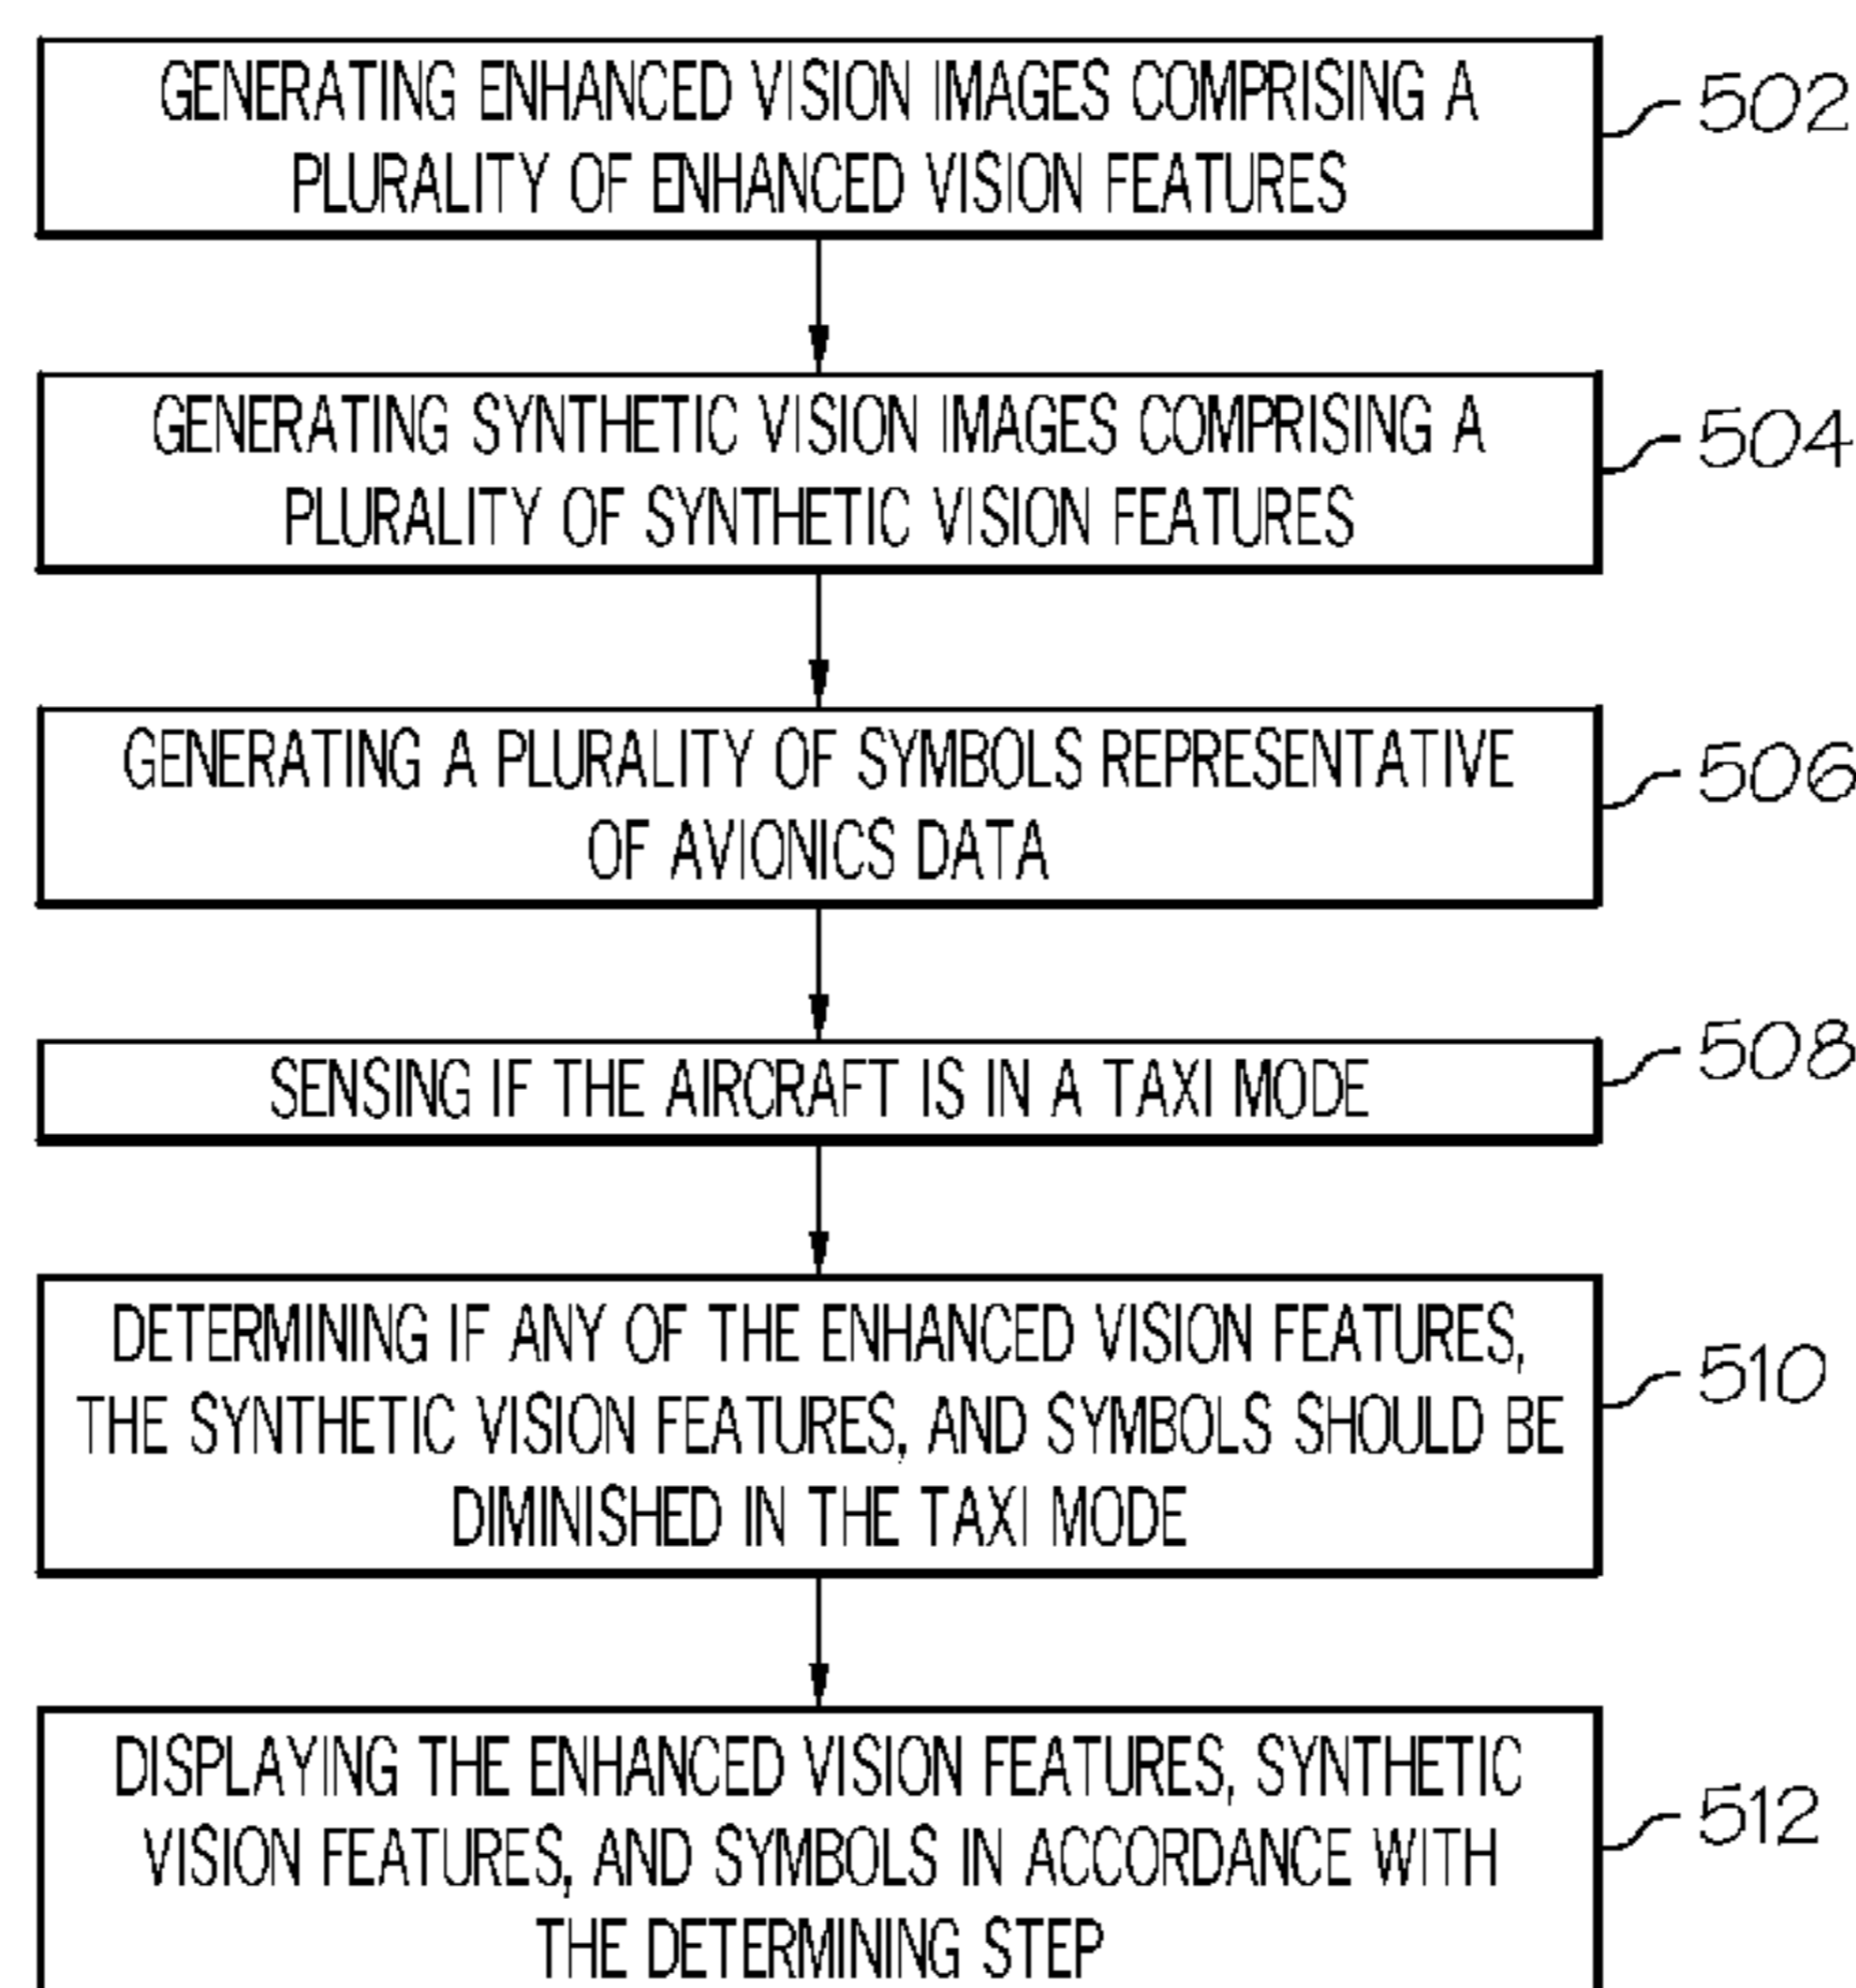 GENERATING ENHANCED VISION IMAGES COMPRISING A
PLURALITY OF ENHANCED VISION FEATURES
502
GENERATING SYNTHETIC VISION IMAGES COMPRISING A
PLURALITY OF SYNTHETIC VISION FEATURES
504
GENERATING A PLURALITY OF SYMBOLS REPRESENTATIVE
OF AVIONICS DATA
506
SENSING IF THE AIRCRAFT IS IN A TAXI MODE
508
DETERMINING IF ANY OF THE ENHANCED VISION FEATURES,
THE SYNTHETIC VISION FEATURES, AND SYMBOLS SHOULD BE
DIMINISHED IN THE TAXI MODE
510
DISPLAYING THE ENHANCED VISION FEATURES, SYNTHETIC
VISION FEATURES, AND SYMBOLS IN ACCORDANCE WITH
THE DETERMINING STEP
512